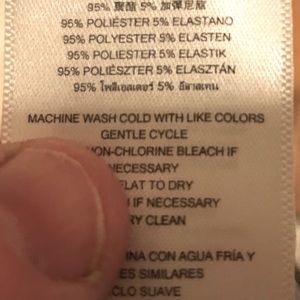 95% 聚酯 5% 加彈尼龍
95% POLIÉSTER 5% ELASTANO
95% POLYESTER 5% ELASTEN
95% POLIESTER 5% ELASTIK
95% POLIÉSZTER 5% ELASZTÁN
95% โพลีเอสเตอร์ 5% อีลาสเทน
MACHINE WASH COLD WITH LIKE COLORS
GENTLE CYCLE
NON-CHLORINE BLEACH IF
NECESSARY
FLAT TO DRY
IF NECESSARY
CLEAN
CON AGUA FRÍA Y
SIMILARES
SUAVE